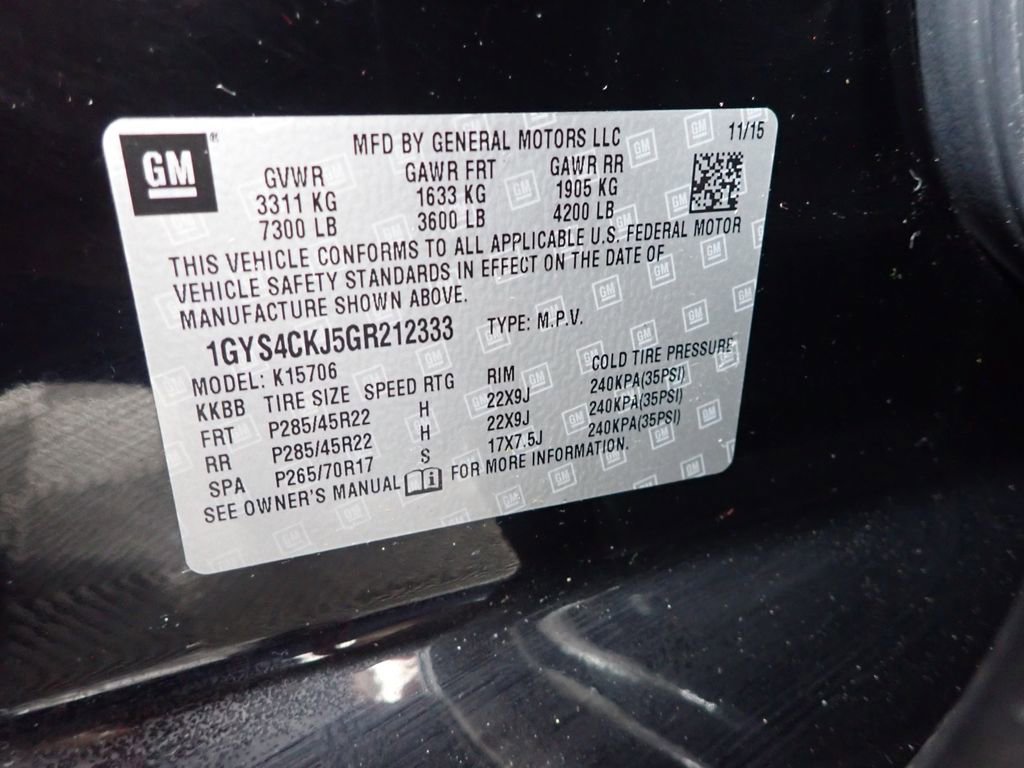 GM ®
MFD BY GENERAL MOTORS LLC 11/15
GVWR GAWR FRT GAWR RR
3311 KG 1633 KG 1905 KG
7300 LB 3600 LB 4200 LB
THIS VEHICLE CONFORMS TO ALL APPLICABLE U.S. FEDERAL MOTOR
VEHICLE SAFETY STANDARDS IN EFFECT ON THE DATE OF
MANUFACTURE SHOWN ABOVE.
1GYS4CKJ5GR212333 TYPE: M.P.V.
MODEL: K15706
KKBB TIRE SIZE SPEED RTG RIM COLD TIRE PRESSURE
FRT P285/45R22 H 22X9J 240KPA(35PSI)
RR P285/45R22 H 22X9J 240KPA(35PSI)
SPA P265/70R17 S 17X7.5J 240KPA(35PSI)
SEE OWNER'S MANUAL FOR MORE INFORMATION.